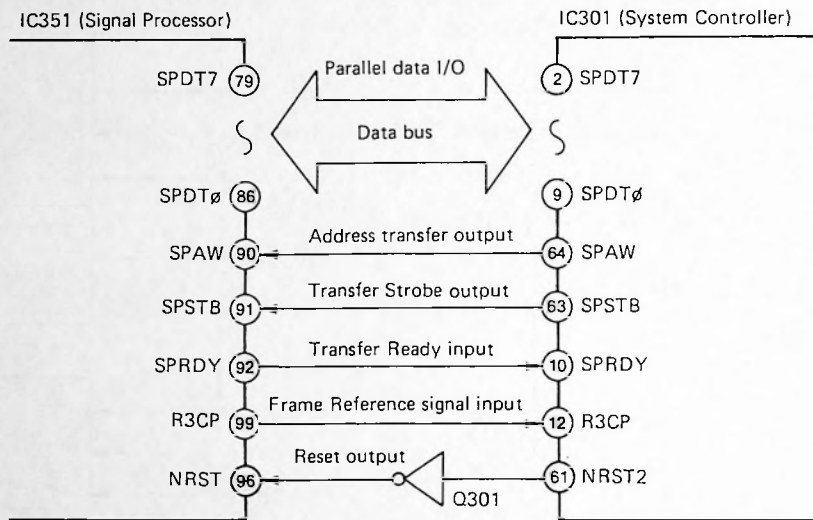 IC351 (Signal Processor)
IC301 (System Controller)
SPDT7 79
Parallel data I/O
2 SPDT7
Data bus
SPDTø 86
9 SPDTø
SPAW 90
Address transfer output
64 SPAW
SPSTB 91
Transfer Strobe output
63 SPSTB
SPRDY 92
Transfer Ready input
10 SPRDY
R3CP 99
Frame Reference signal input
12 R3CP
NRST 96
Reset output
Q301
61 NRST2